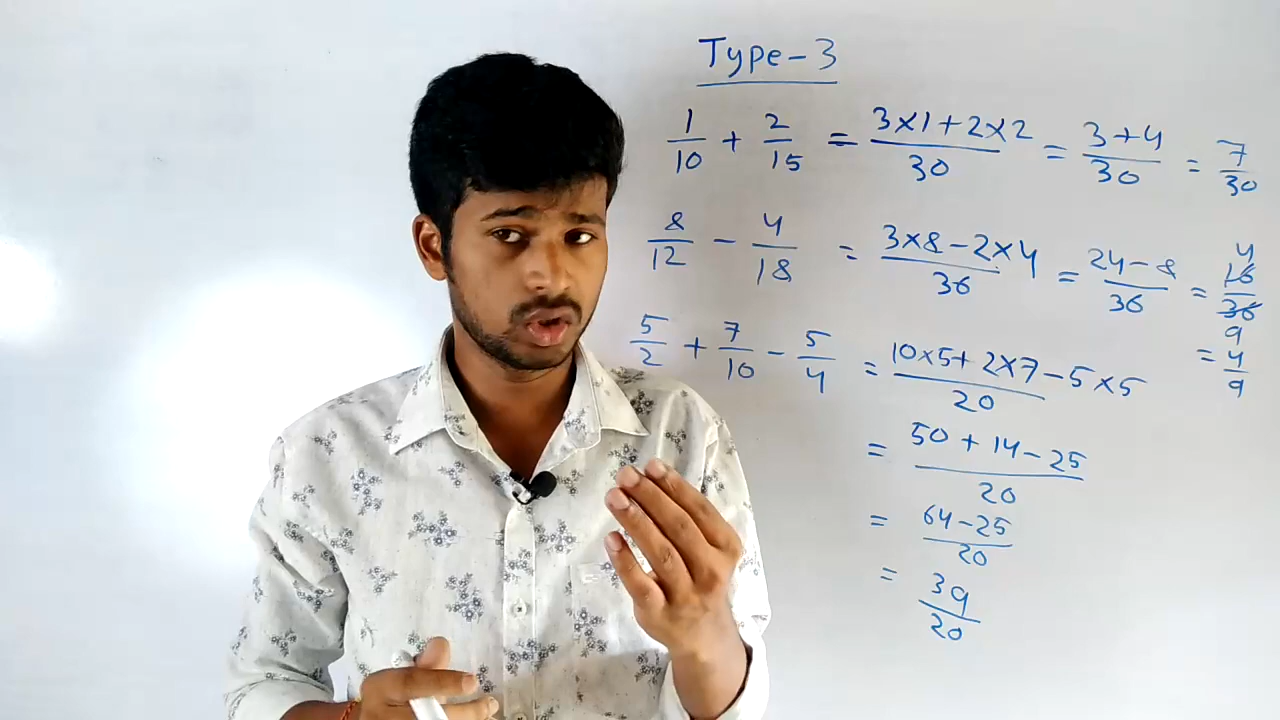 Type-3
1/10 + 2/15 = 3×1+2×2/30 = 3+4/30 = 7/30
8/12 - 4/18 = 3×8-2×4/36 = 24-8/36 = 16/36 4 9
= 4/9
5/2 + 7/10 - 5/4 = 10×5+2×7-5×5/20
= 50+14-25/20
= 64-25/20
= 39/20